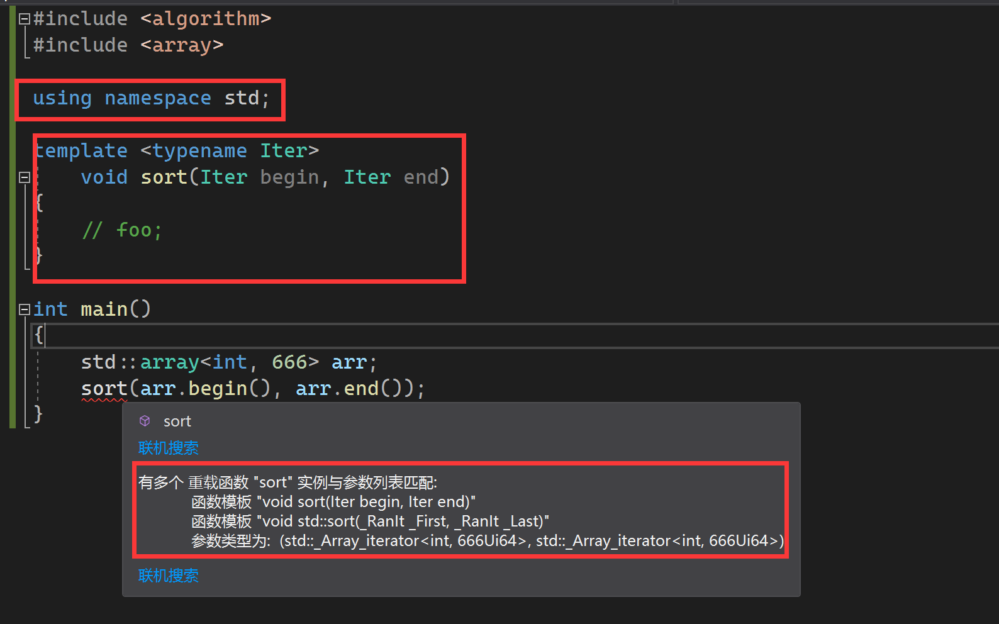 #include <algorithm>
#include <array>
using namespace std;
template <typename Iter>
void sort(Iter begin, Iter end)
{
// foo;
}
int main()
{
std::array<int, 666> arr;
sort(arr.begin(), arr.end());
}
sort
联机搜索
有多个 重载函数 "sort" 实例与参数列表匹配:
函数模板 "void sort(Iter begin, Iter end)"
函数模板 "void std::sort(_RanIt _First, _RanIt _Last)"
参数类型为: (std::_Array_iterator<int, 666Ui64>, std::_Array_iterator<int, 666Ui64>)
联机搜索